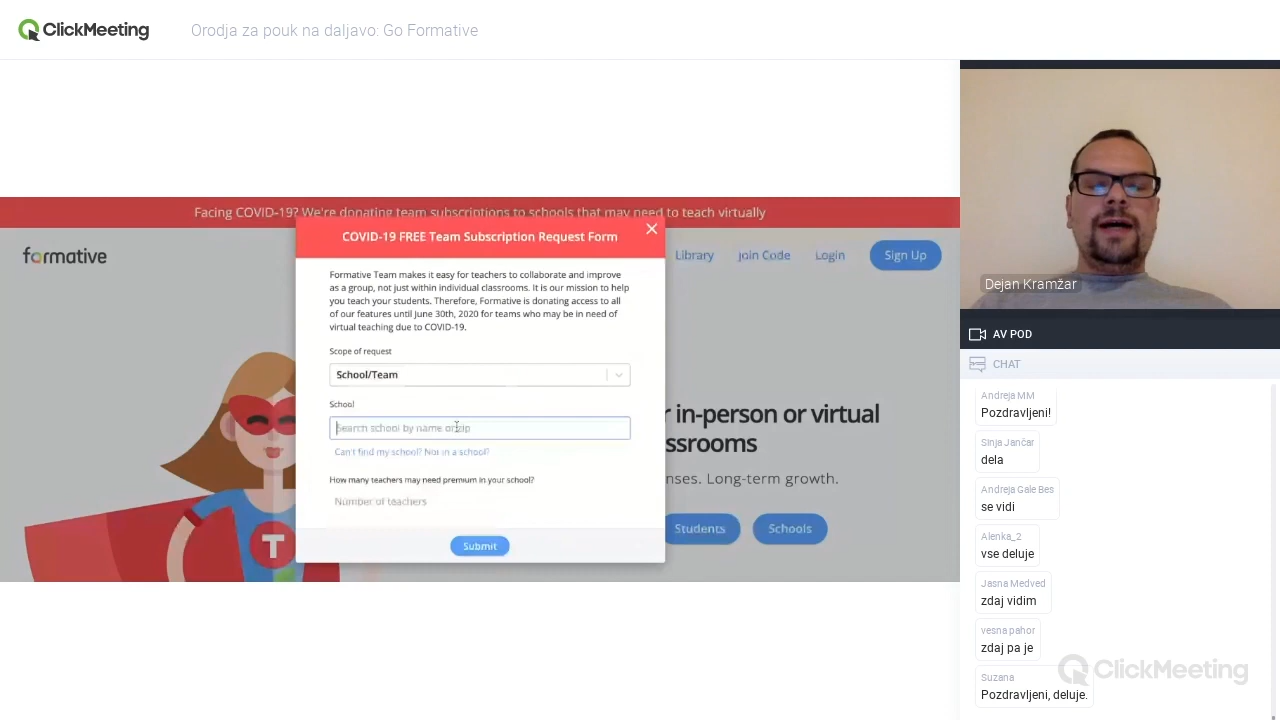 ClickMeeting
Orodja za pouk na daljavo: Go Formative
Facing COVID-19? We're donating team subscriptions to schools that may need to teach virtually
formative
Library
Join Code
Login
Sign Up
COVID-19 FREE Team Subscription Request Form
Formative Team makes it easy for teachers to collaborate and improve
as a group, not just within individual classrooms. It is our mission to help
you teach your students. Therefore, Formative is donating access to all
of our features until June 30th, 2020 for teams who may be in need of
virtual teaching due to COVID-19.
Scope of request
School/Team
School
Search school by name or zip
Can't find my school? Not in a school?
How many teachers may need premium in your school?
Number of teachers
Submit
r in-person or virtual
ssrooms
nses. Long-term growth.
Students
Schools
T
Dejan Kramžar
AV POD
CHAT
Andreja MM
Pozdravljeni!
Sinja Jančar
dela
Andreja Gale Bes
se vidi
Alenka_2
vse deluje
Jasna Medved
zdaj vidim
vesna pahor
zdaj pa je
Suzana
Pozdravljeni, deluje.
ClickMeeting